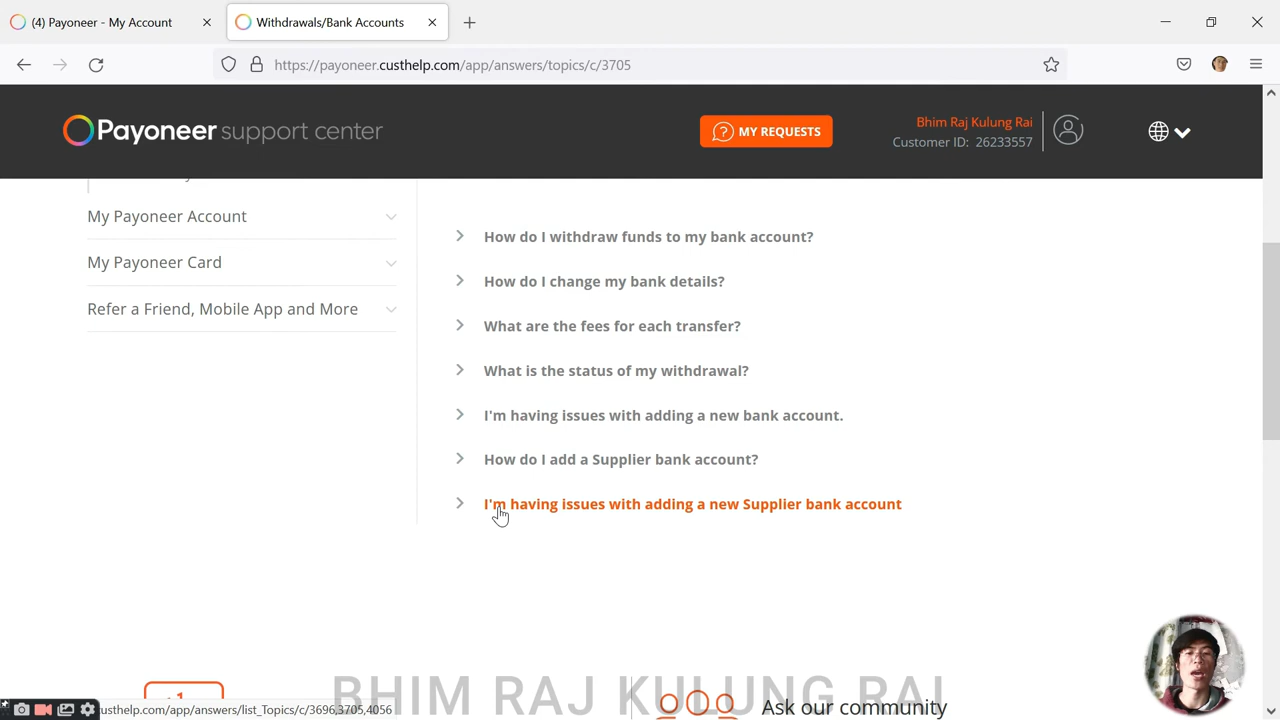 (4) Payoneer - My Account
Withdrawals/Bank Accounts
https://payoneer.custhelp.com/app/answers/topics/c/3705
Payoneer support center
MY REQUESTS
Bhim Raj Kulung Rai
Customer ID: 26233557
My Payoneer Account
My Payoneer Card
Refer a Friend, Mobile App and More
How do I withdraw funds to my bank account?
How do I change my bank details?
What are the fees for each transfer?
What is the status of my withdrawal?
I'm having issues with adding a new bank account.
How do I add a Supplier bank account?
I'm having issues with adding a new Supplier bank account
BHIM RAJ KULUNG RAI
Ask our community
custhelp.com/app/answers/list_Topics/c/3696,3705,4056